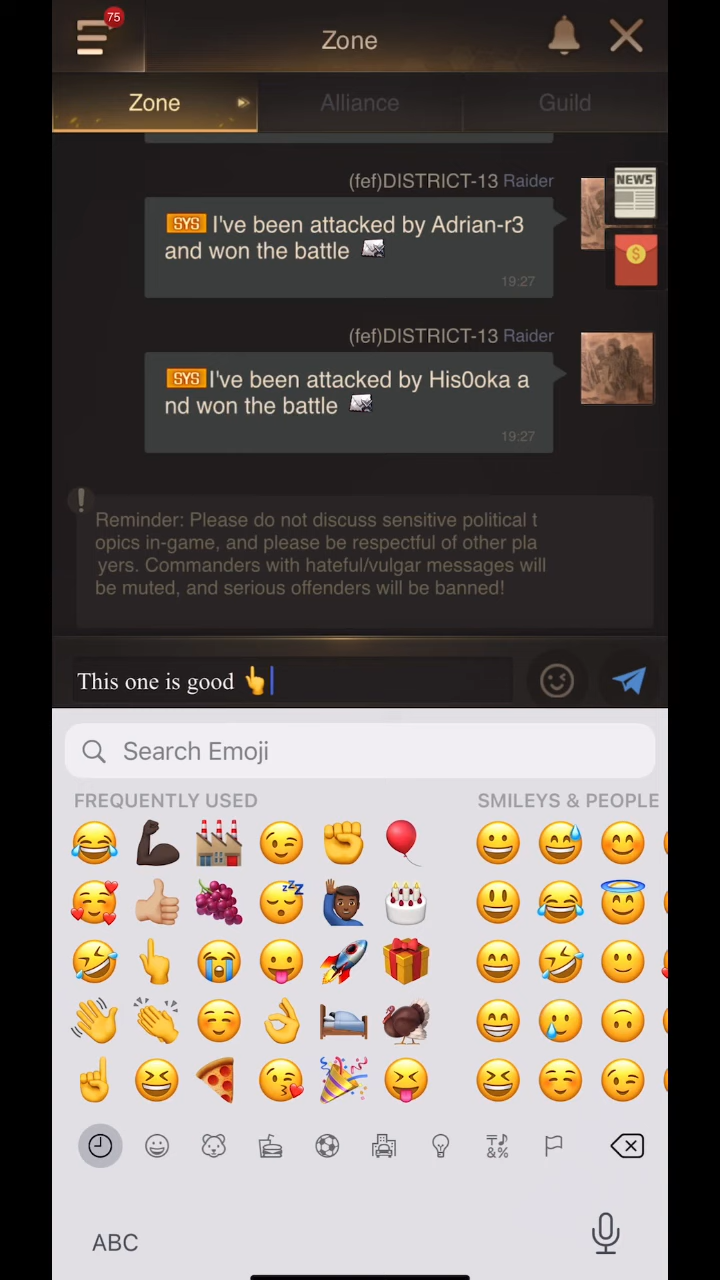 75
Zone
Zone
Alliance
Guild
(fef)DISTRICT-13 Raider
NEWS
SYS I've been attacked by Adrian-r3
and won the battle
19:27
(fef)DISTRICT-13 Raider
SYS I've been attacked by His0oka a
nd won the battle
19:27
Reminder: Please do not discuss sensitive political t
opics in-game, and please be respectful of other pla
yers. Commanders with hateful/vulgar messages will
be muted, and serious offenders will be banned!
This one is good 👆
Search Emoji
FREQUENTLY USED
SMILEYS & PEOPLE
ABC